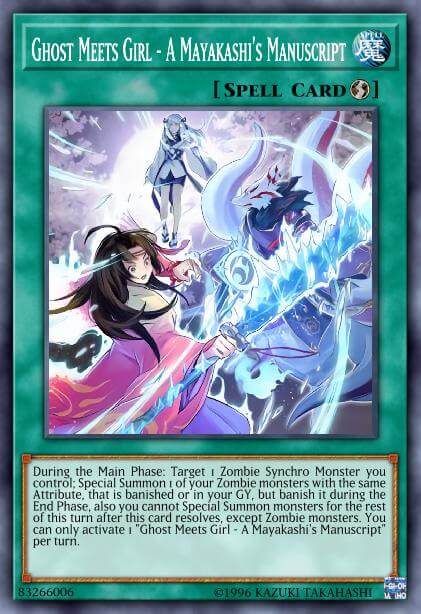 Ghost Meets Girl - A Mayakashi's Manuscript
SPELL
魔
[Spell Card]
During the Main Phase: Target 1 Zombie Synchro Monster you
control; Special Summon 1 of your Zombie monsters with the same
Attribute, that is banished or in your GY, but banish it during the
End Phase, also you cannot Special Summon monsters for the rest
of this turn after this card resolves, except Zombie monsters. You
can only activate 1 "Ghost Meets Girl - A Mayakashi's Manuscript"
per turn.
83266006
©1996 KAZUKI TAKAHASHI